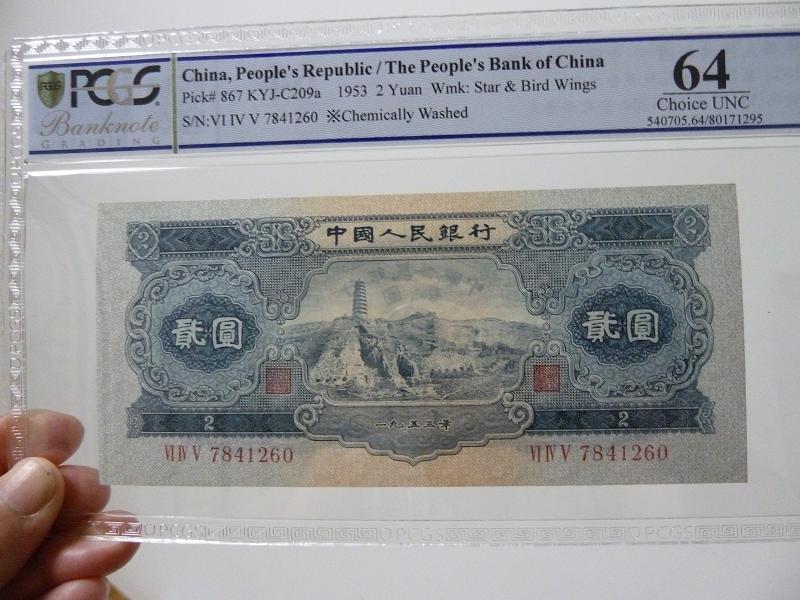 PCGS
Banknote
GRADING
China, People's Republic / The People's Bank of China
Pick# 867 KYJ-C209a 1953 2 Yuan Wmk: Star & Bird Wings
S/N:VI IV V 7841260 ※Chemically Washed
64
Choice UNC
540705.64/80171295
中國人民銀行
2
2
貳圓
貳圓
2
2
一九五三年
VI IV V 7841260
VI IV V 7841260
PCGS